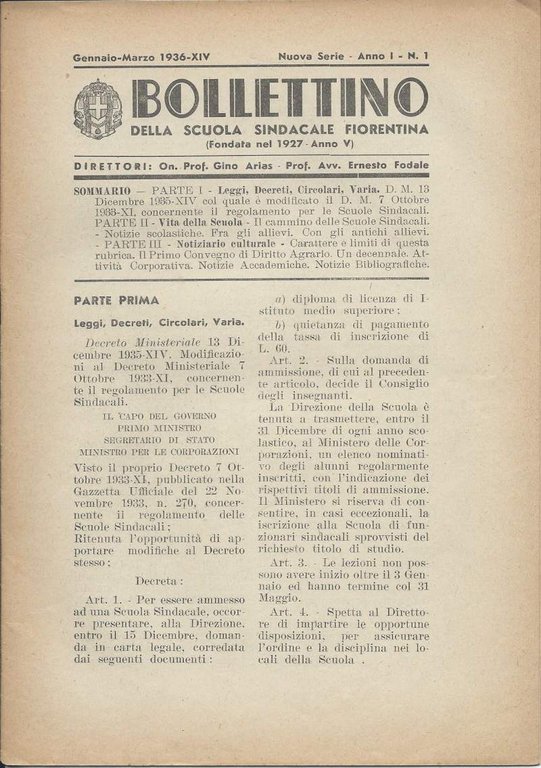 Gennaio-Marzo 1936-XIV Nuova Serie - Anno I - N. 1
BOLLETTINO
DELLA SCUOLA SINDACALE FIORENTINA
(Fondata nel 1927 - Anno V)
DIRETTORI: On. Prof. Gino Arias - Prof. Avv. Ernesto Fodale
SOMMARIO — PARTE I - Leggi, Decreti, Circolari, Varia. D. M. 13
Dicembre 1935-XIV col quale è modificato il D. M. 7 Ottobre
1933-XI, concernente il regolamento per le Scuole Sindacali.
PARTE II - Vita della Scuola - Il cammino delle Scuole Sindacali.
- Notizie scolastiche. Fra gli allievi. Con gli antichi allievi.
- PARTE III - Notiziario culturale - Carattere e limiti di questa
rubrica. Il Primo Convegno di Diritto Agrario. Un decennale. At-
tività Corporativa. Notizie Accademiche. Notizie Bibliografiche.
PARTE PRIMA
Leggi, Decreti, Circolari, Varia.
Decreto Ministeriale 13 Di-
cembre 1935-XIV. Modificazio-
ni al Decreto Ministeriale 7
Ottobre 1933-XI, concernen-
te il regolamento per le Scuole
Sindacali.
IL CAPO DEL GOVERNO
PRIMO MINISTRO
SEGRETARIO DI STATO
MINISTRO PER LE CORPORAZIONI
Visto il proprio Decreto 7 Ot-
tobre 1933-XI, pubblicato nella
Gazzetta Ufficiale del 22 No-
vembre 1933, n. 270, concer-
nente il regolamento delle
Scuole Sindacali;
Ritenuta l'opportunità di ap-
portare modifiche al Decreto
stesso;
Decreta:
Art. 1. - Per essere ammesso
ad una Scuola Sindacale, occor-
re presentare, alla Direzione,
entro il 15 Dicembre, doman-
da in carta legale, corredata
dai seguenti documenti:
a) diploma di licenza di I-
stituto medio superiore;
b) quietanza di pagamento
della tassa di inscrizione di
L. 60.
Art. 2. - Sulla domanda di
ammissione, di cui al preceden-
te articolo, decide il Consiglio
degli insegnanti.
La Direzione della Scuola è
tenuta a trasmettere, entro il
31 Dicembre di ogni anno sco-
lastico, al Ministero delle Cor-
porazioni, un elenco nominati-
vo degli alunni regolarmente
inscritti, con l'indicazione dei
rispettivi titoli di ammissione.
Il Ministero si riserva di con-
sentire, in casi eccezionali, la
iscrizione alla Scuola di fun-
zionari sindacali sprovvisti del
richiesto titolo di studio.
Art. 3. - Le lezioni non pos-
sono avere inizio oltre il 3 Gen-
naio ed hanno termine col 31
Maggio.
Art. 4. - Spetta al Diretto-
re di impartire le opportune
disposizioni, per assicurare
l'ordine e la disciplina nei lo-
cali della Scuola .